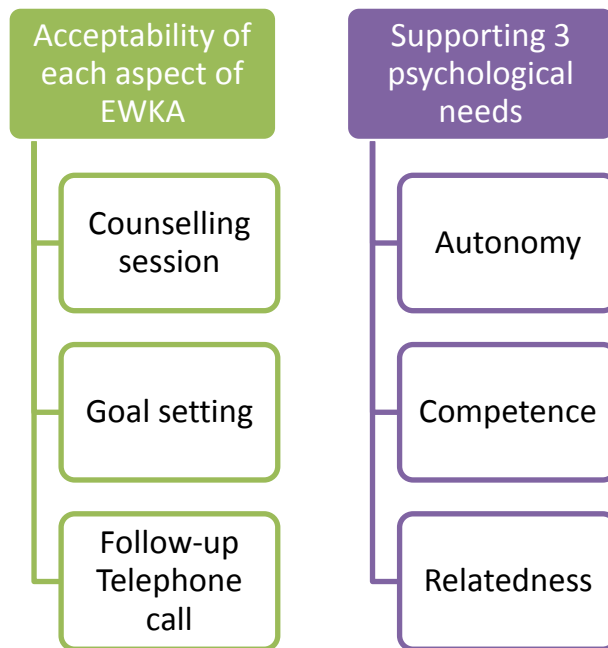 Acceptability of
each aspect of
EWKA
Counselling
session
Goal setting
Follow-up
Telephone
call
Supporting 3
psychological
needs
Autonomy
Competence
Relatedness